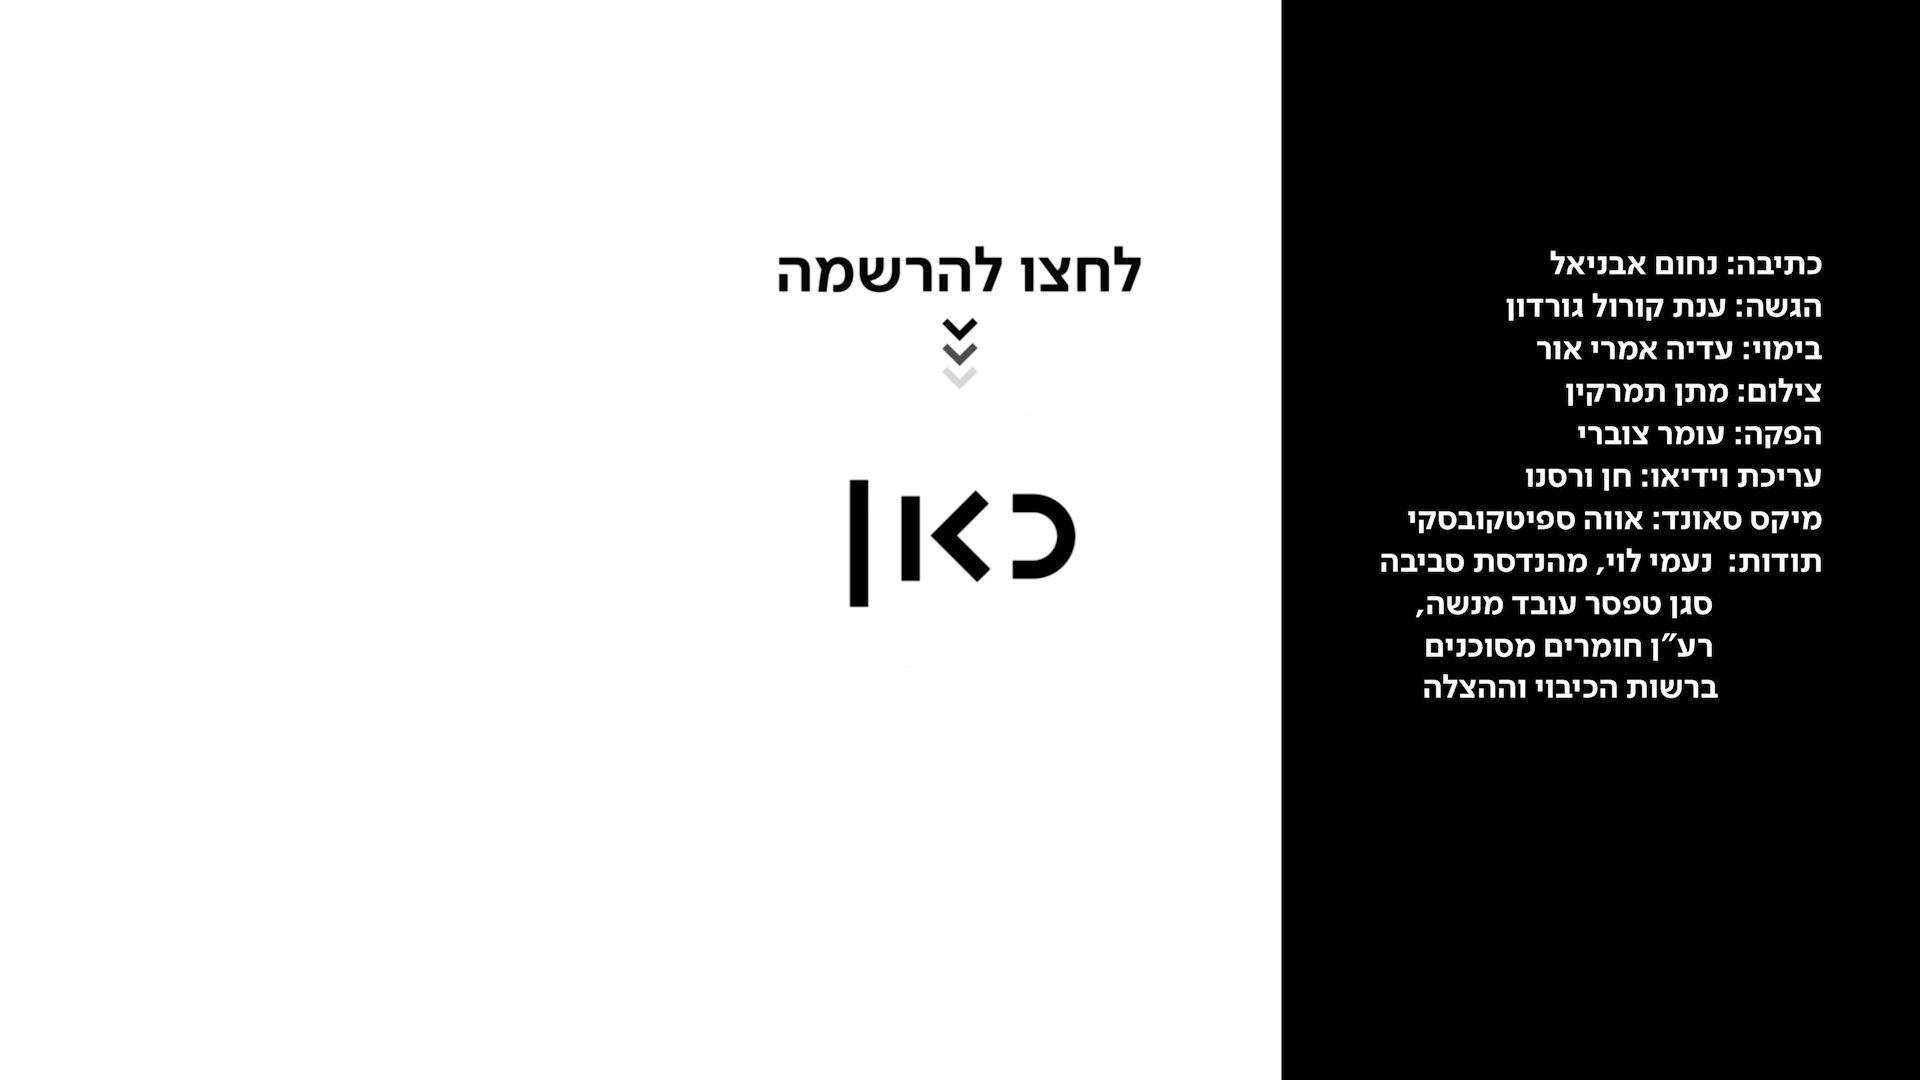 לחצו להרשמה
כאן
כתיבה: נחום אבניאל
הגשה: ענת קורול גורדון
בימוי: עדיה אמרי אור
צילום: מתן תמרקין
הפקה: עומר צוברי
עריכת וידיאו: חן ורסנו
מיקס סאונד: אווה ספיטקובסקי
תודות: נעמי לוי, מהנדסת סביבה
סגן טפסר עובד מנשה,
רע״ן חומרים מסוכנים
ברשות הכיבוי וההצלה